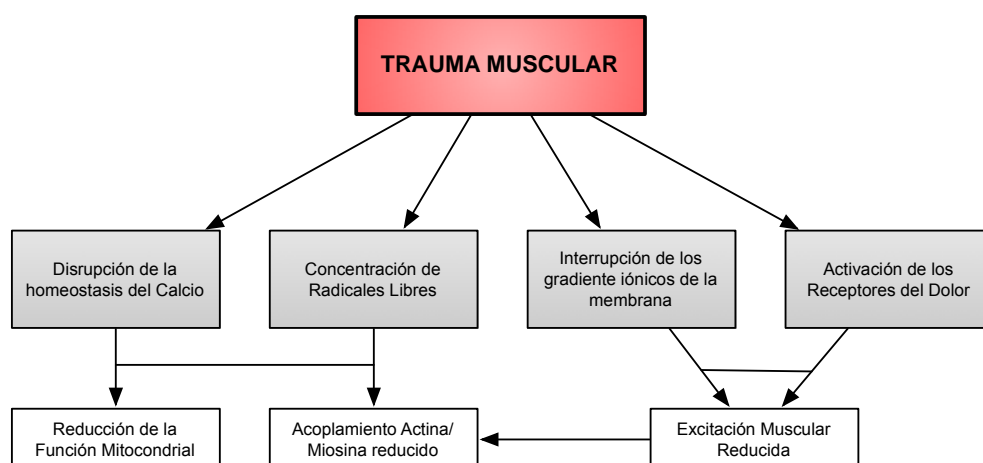 TRAUMA MUSCULAR
Disrupción de la
homeostasis del Calcio
Concentración de
Radicales Libres
Interrupción de los
gradiente iónicos de la
membrana
Activación de los
Receptores del Dolor
Reducción de la
Función Mitocondrial
Acoplamiento Actina/
Miosina reducido
Excitación Muscular
Reducida